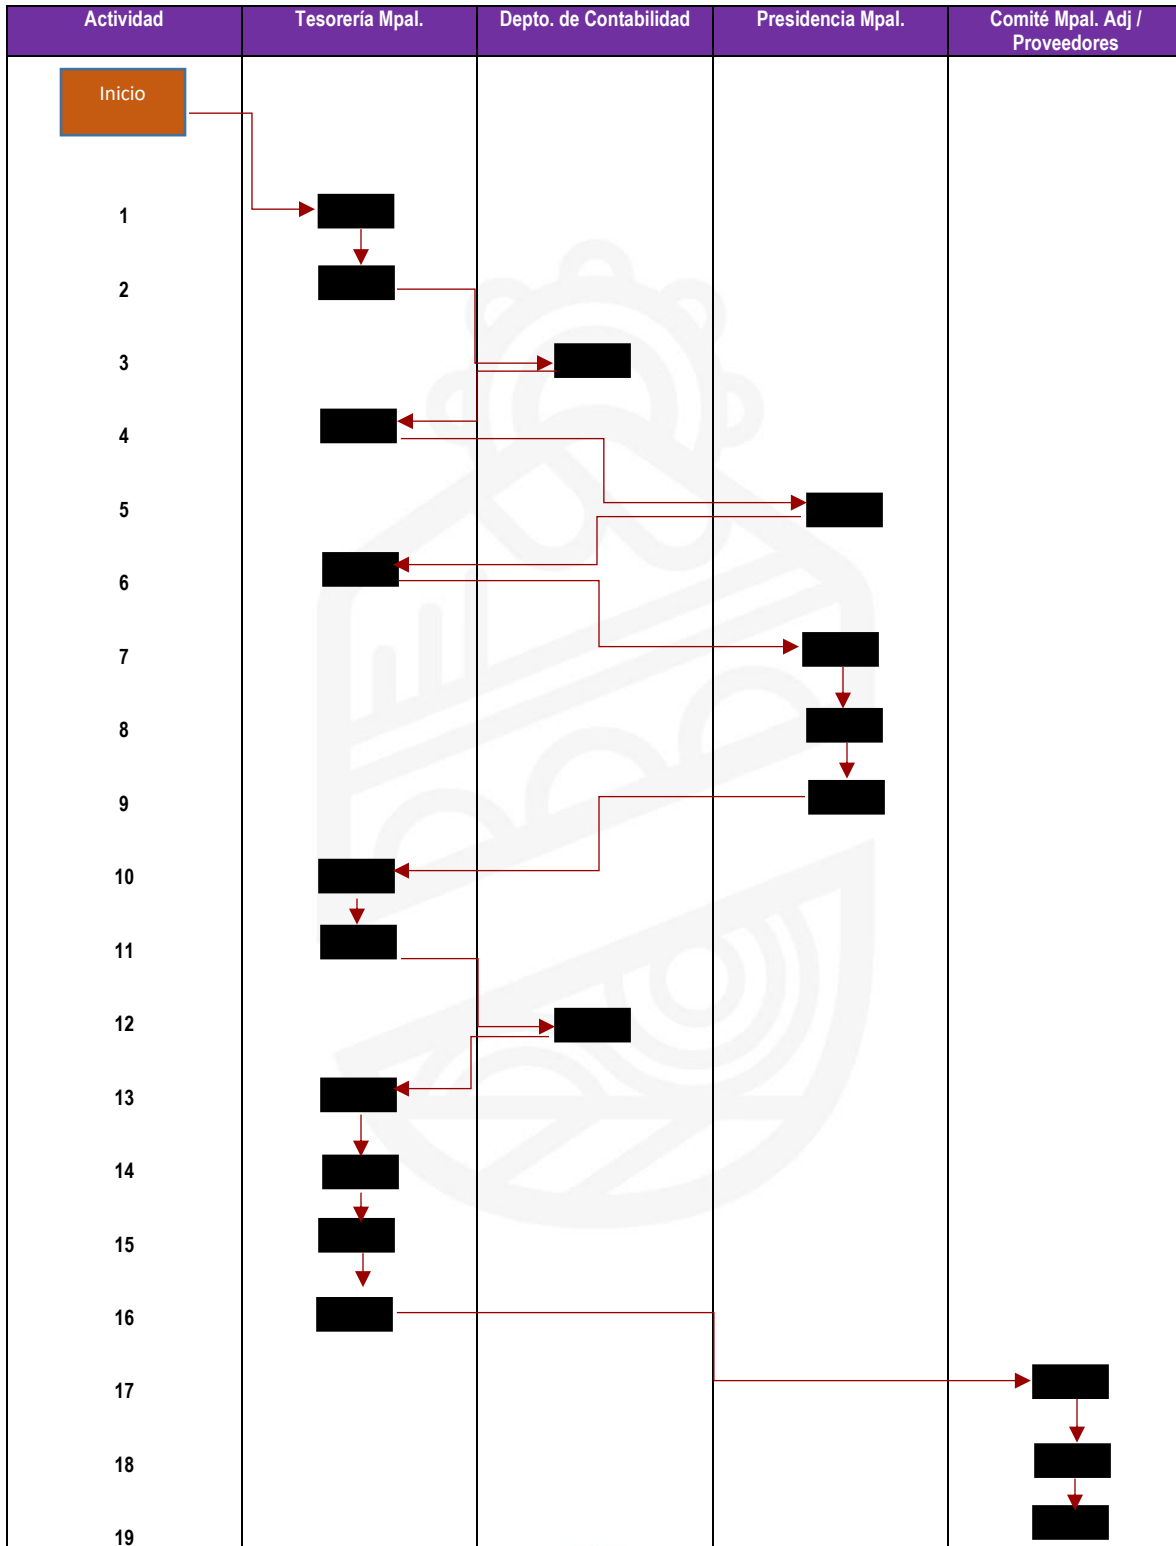 Actividad
Tesorería Mpal.
Depto. de Contabilidad
Presidencia Mpal.
Comité Mpal. Adj /
Proveedores
Inicio
1
2
3
4
5
6
7
8
9
10
11
12
13
14
15
16
17
18
19